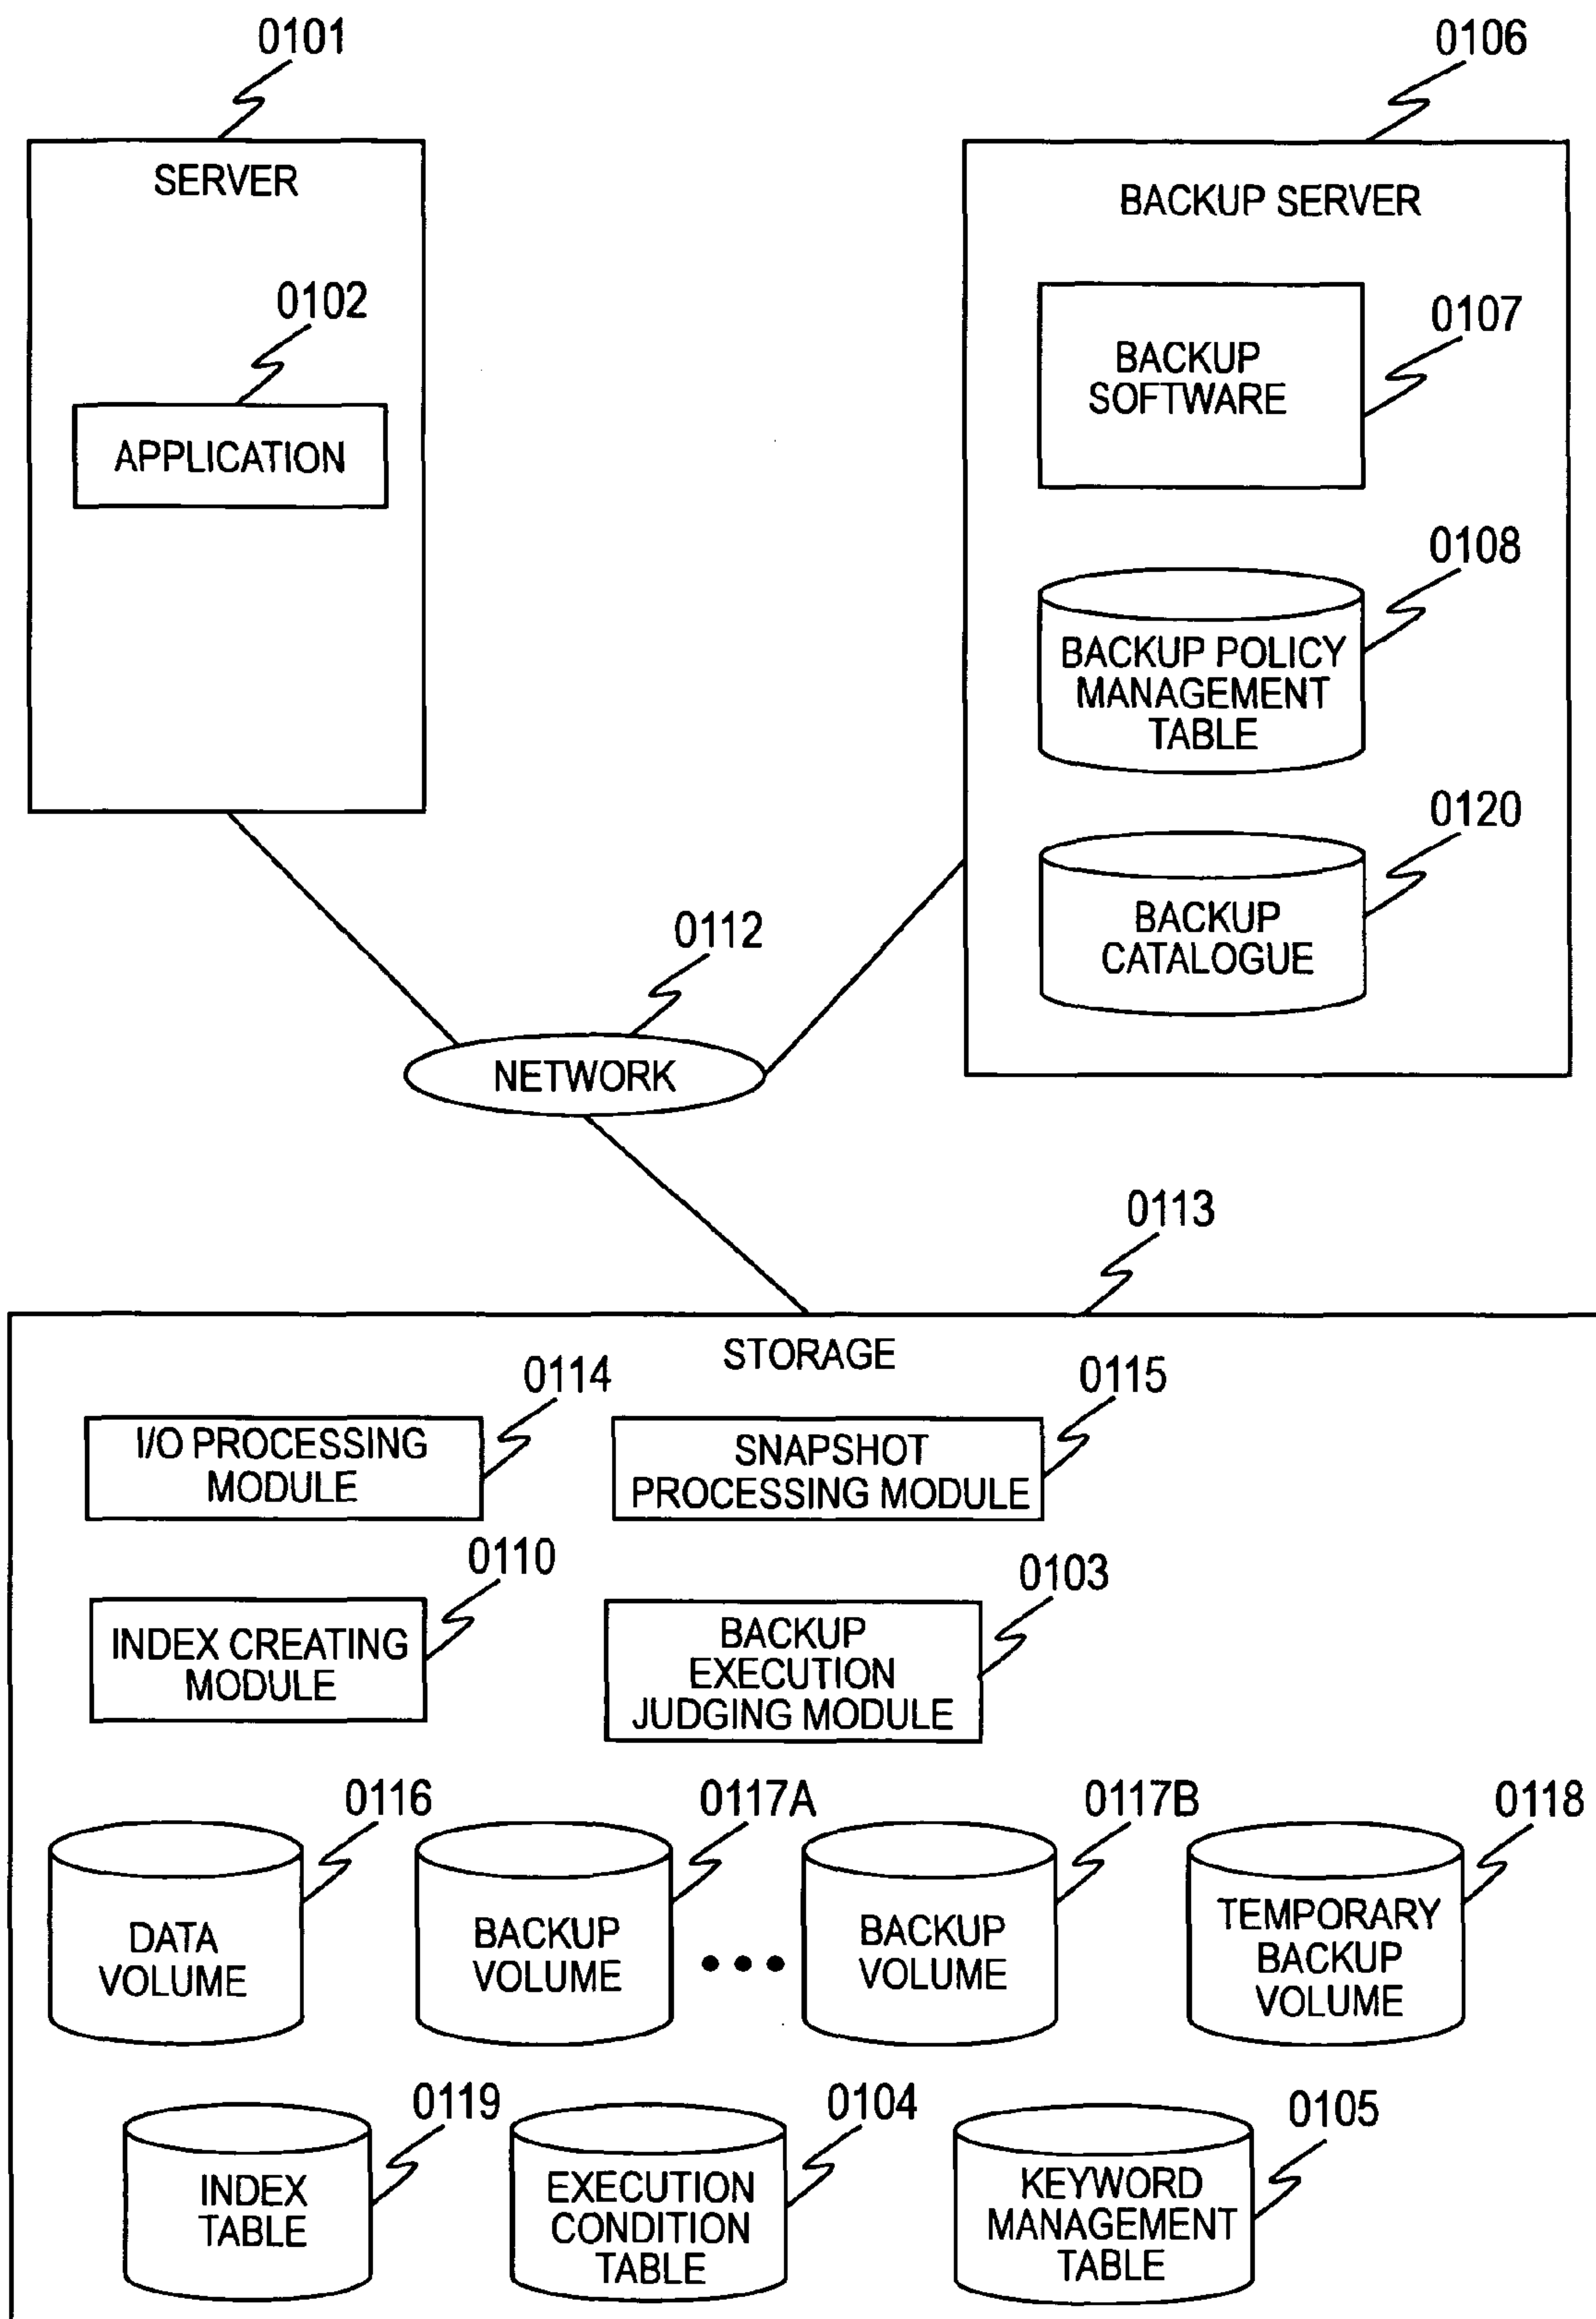 0101
0106
SERVER
BACKUP SERVER
0102
APPLICATION
0107
BACKUP
SOFTWARE
0108
BACKUP POLICY
MANAGEMENT
TABLE
0120
BACKUP
CATALOGUE
0112
NETWORK
0113
STORAGE
0114
I/O PROCESSING
MODULE
0115
SNAPSHOT
PROCESSING MODULE
0110
INDEX CREATING
MODULE
0103
BACKUP
EXECUTION
JUDGING MODULE
0116
DATA
VOLUME
0117A
BACKUP
VOLUME
0117B
BACKUP
VOLUME
0118
TEMPORARY
BACKUP
VOLUME
0119
INDEX
TABLE
0104
EXECUTION
CONDITION
TABLE
0105
KEYWORD
MANAGEMENT
TABLE